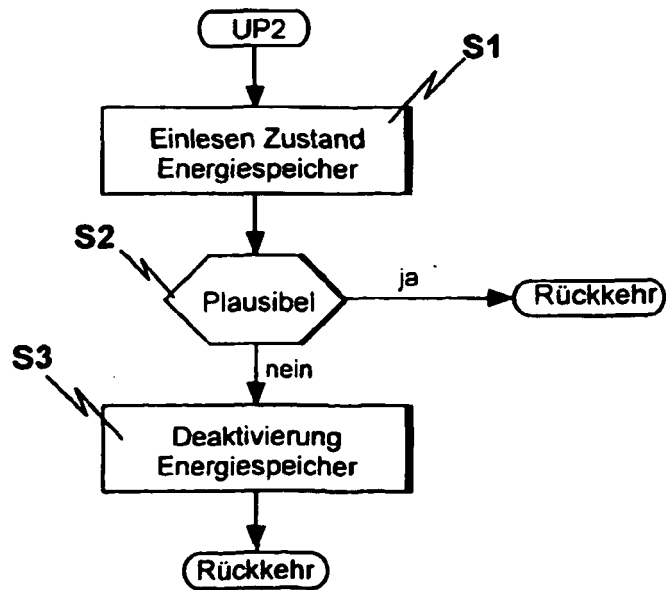 UP2
S1
Einlesen Zustand
Energiespeicher
S2
Plausibel
ja
Rückkehr
nein
S3
Deaktivierung
Energiespeicher
Rückkehr